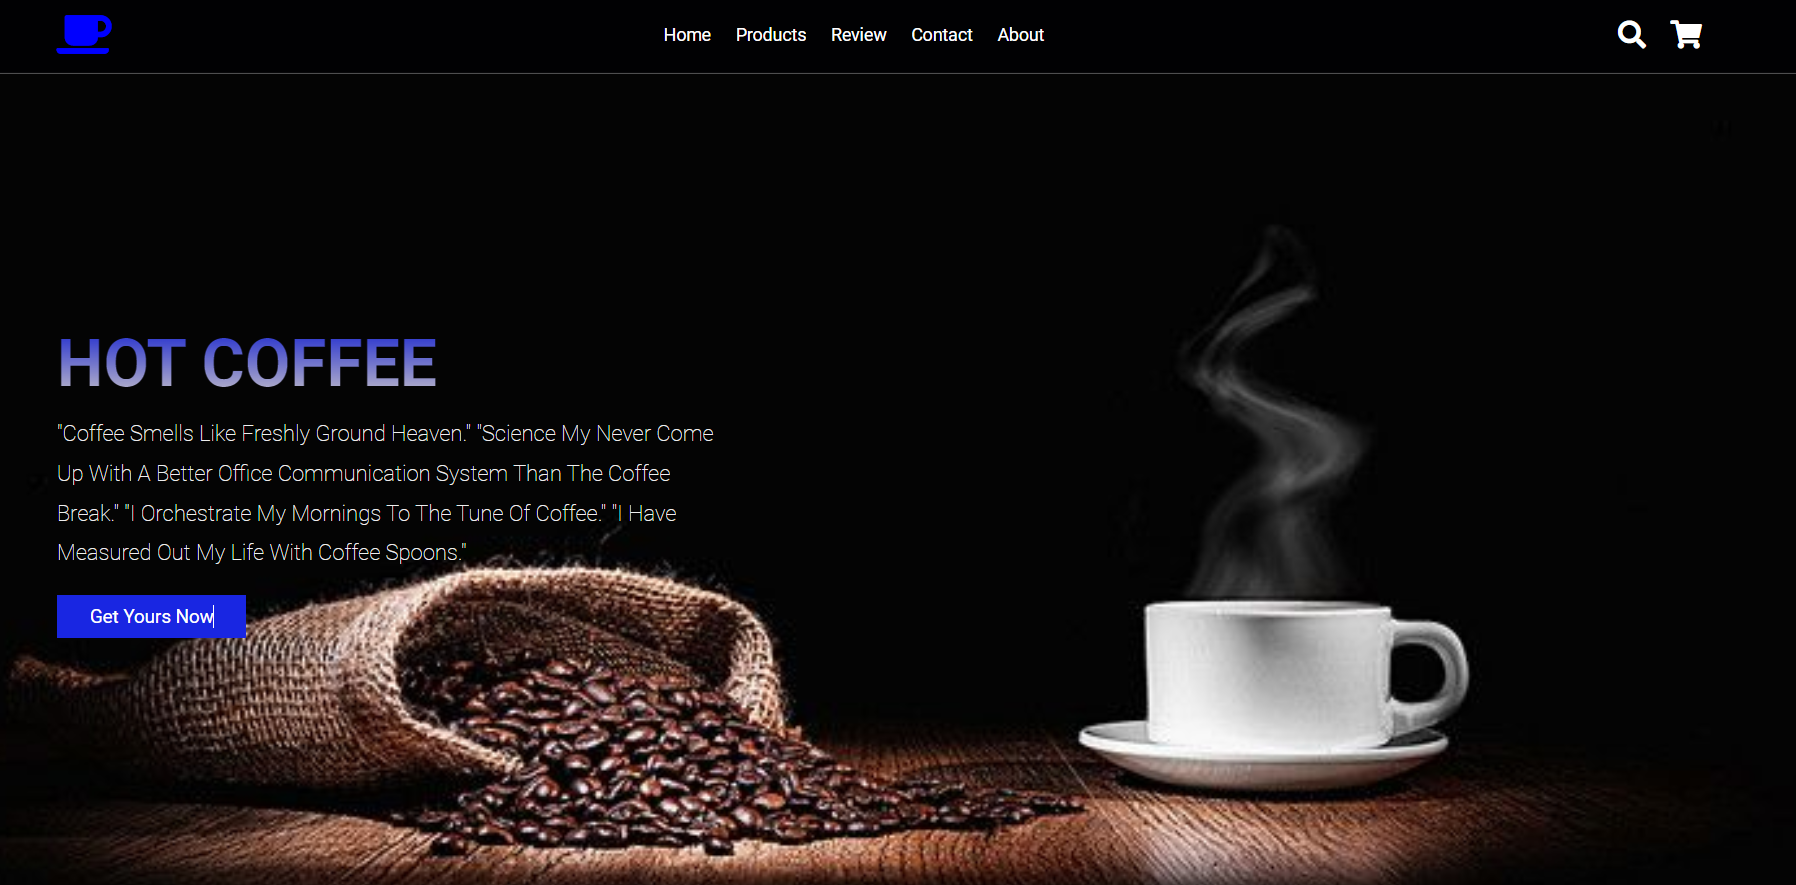 Home Products Review Contact About
HOT COFFEE
"Coffee Smells Like Freshly Ground Heaven." "Science My Never Come
Up With A Better Office Communication System Than The Coffee
Break." "I Orchestrate My Mornings To The Tune Of Coffee." "I Have
Measured Out My Life With Coffee Spoons."
Get Yours Now